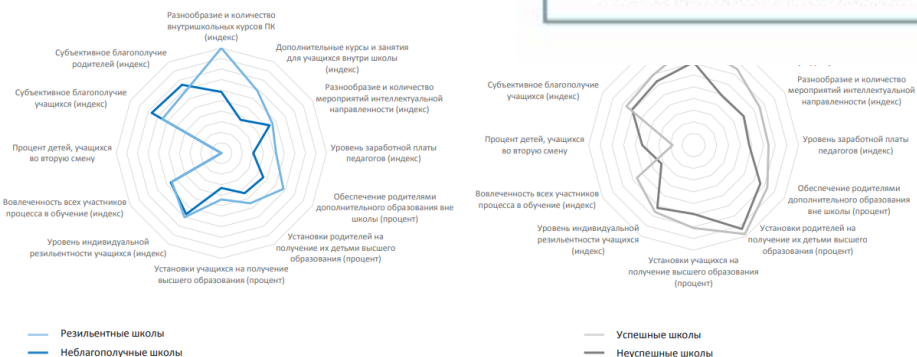 Разнообразие и количество
внутришкольных курсов ПК
(индекс)
Дополнительные курсы и занятия
для учащихся внутри школы
(индекс)
Разнообразие и количество
мероприятий интеллектуальной
направленности (индекс)
Уровень заработной платы
педагогов (индекс)
Обеспечение родителями
дополнительного образования вне
школы (процент)
Установки родителей на
получение их детьми высшего
образования (процент)
Установки учащихся на получение
высшего образования (процент)
Уровень индивидуальной
резильентности учащихся (индекс)
Вовлеченность всех участников
процесса в обучение (индекс)
Процент детей, учащихся
во вторую смену
Субъективное благополучие
учащихся (индекс)
Субъективное благополучие
родителей (индекс)
Резильентные школы
Неблагополучные школы
Разнообразие и количество
мероприятий интеллектуальной
направленности (индекс)
Уровень заработной платы
педагогов (индекс)
Обеспечение родителями
дополнительного образования
вне школы (процент)
Установки родителей на
получение их детьми высшего
образования (процент)
Установки учащихся на
получение высшего образования
(процент)
Уровень индивидуальной
резильентности учащихся
(индекс)
Вовлеченность всех участников
процесса в обучение (индекс)
Процент детей, учащихся
во вторую смену
Субъективное благополучие
учащихся (индекс)
Успешные школы
Неуспешные школы